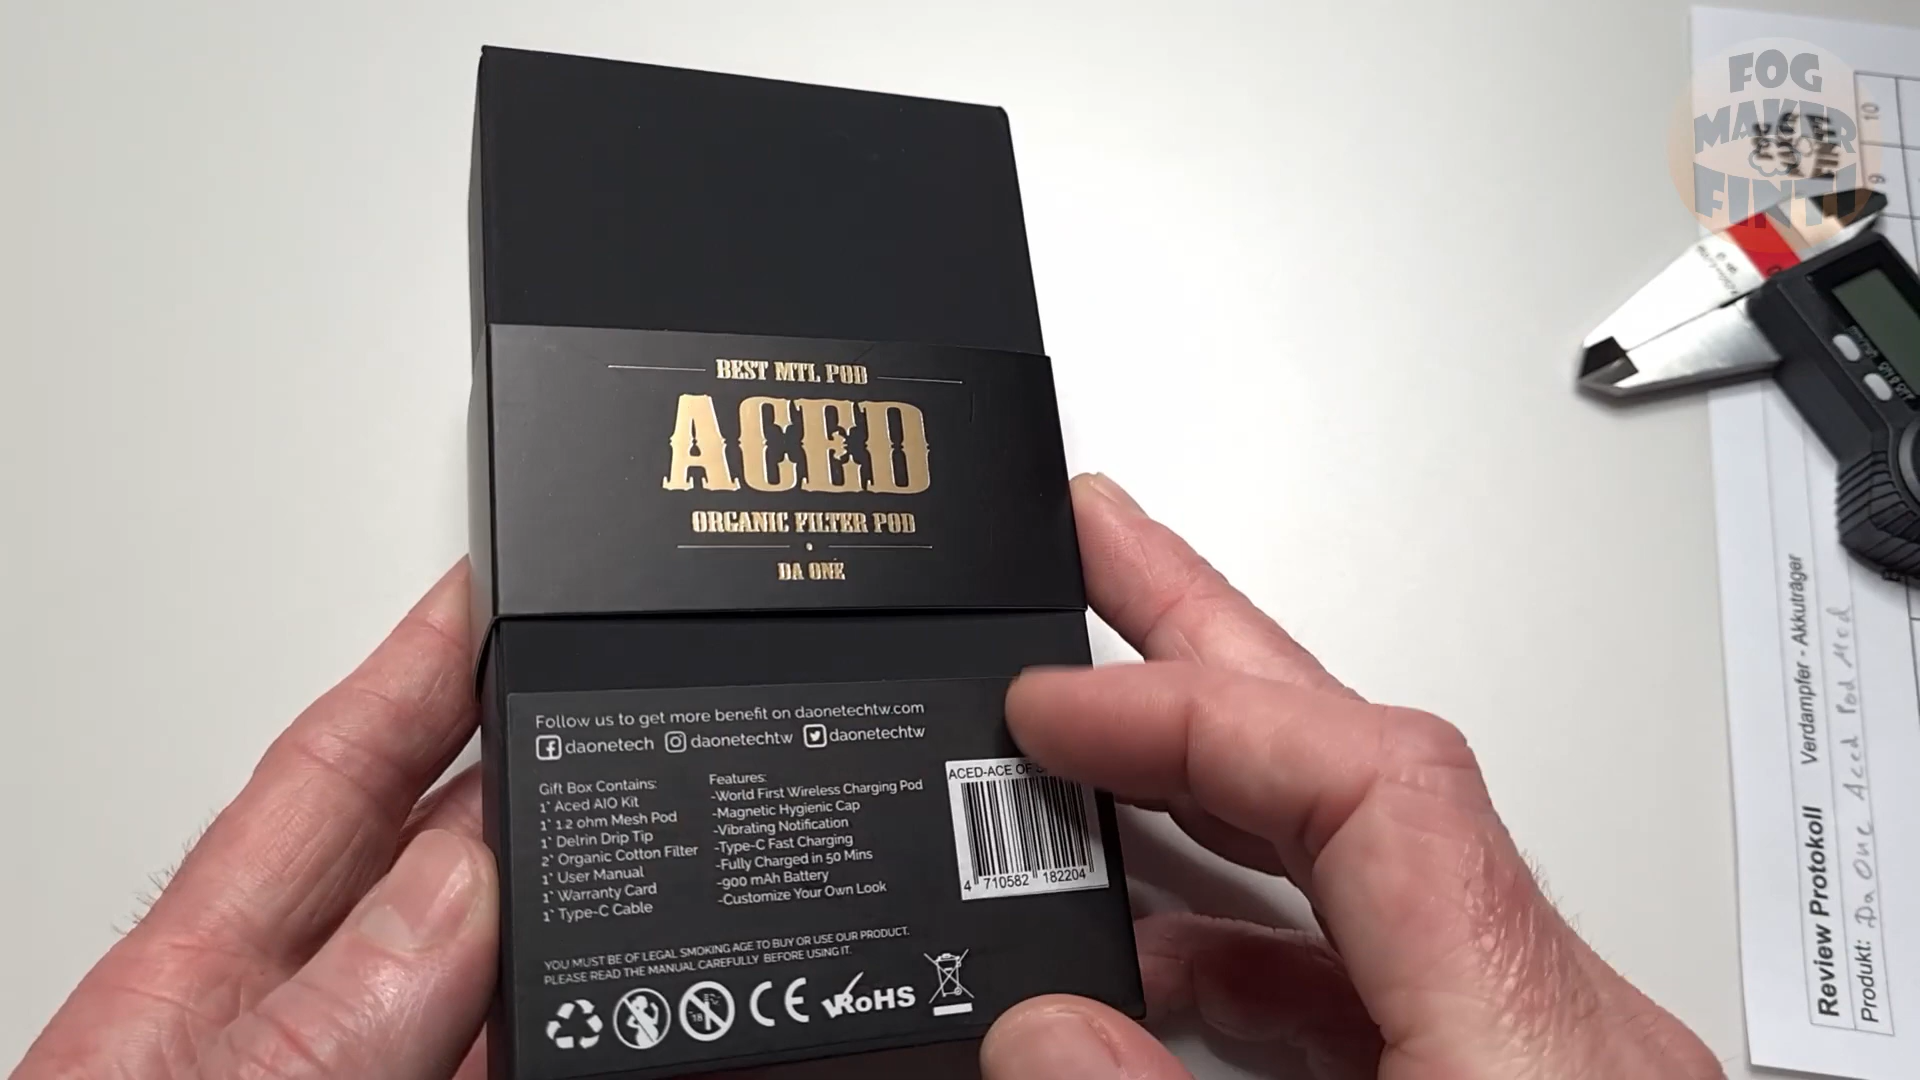 FOG
MAKER
FINTI
BEST MTL POD
ACED
ORGANIC FILTER POD
DA ONE
Follow us to get more benefit on daonetechtw.com
daonetech daonetechtw daonetechtw
Gift Box Contains:
1* Aced AIO Kit
1* 1.2 ohm Mesh Pod
1* Delrin Drip Tip
2* Organic Cotton Filter
1* User Manual
1* Warranty Card
1* Type-C Cable
Features:
-World First Wireless Charging Pod
-Magnetic Hygienic Cap
-Vibrating Notification
-Type-C Fast Charging
-Fully Charged in 50 Mins
-900 mAh Battery
-Customize Your Own Look
ACED-ACE OF
4 710582 182204
YOU MUST BE OF LEGAL SMOKING AGE TO BUY OR USE OUR PRODUCT.
PLEASE READ THE MANUAL CAREFULLY BEFORE USING IT.
-18
CE RoHS
Review Protokoll Verdampfer - Akkuträger
Produkt: Da One Aced Pod Med
10
9